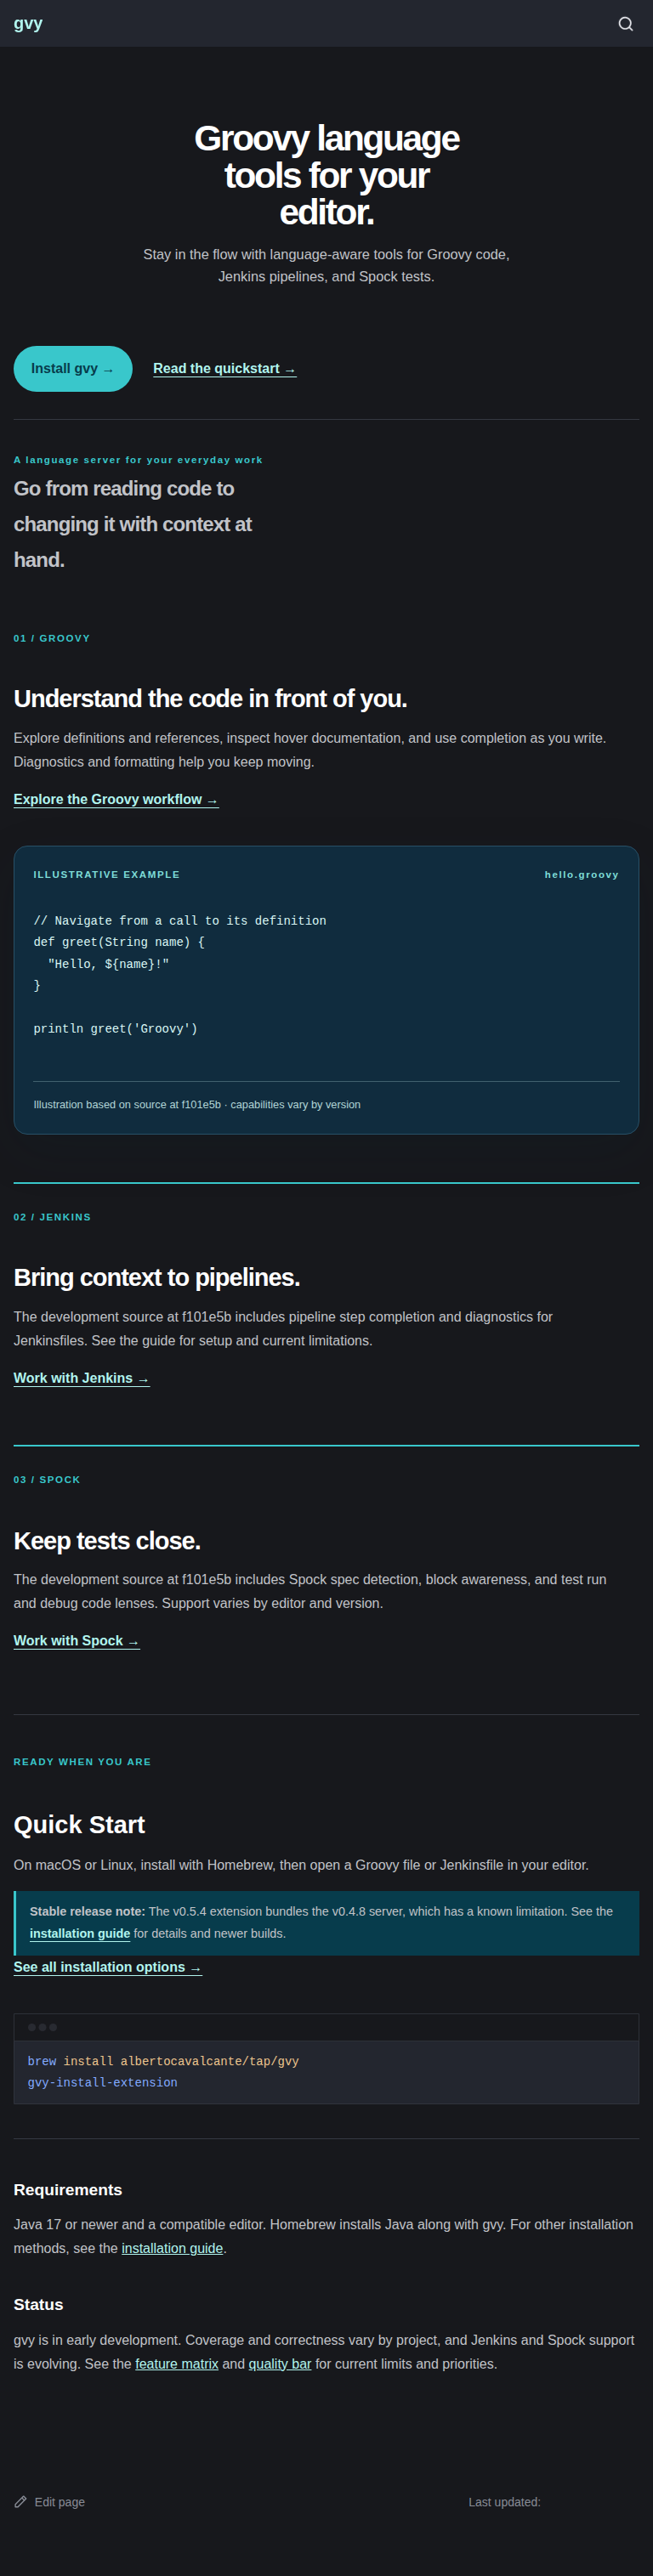 gvy
Groovy language
tools for your
editor.
Stay in the flow with language-aware tools for Groovy code,
Jenkins pipelines, and Spock tests.
Install gvy → Read the quickstart →
A language server for your everyday work
Go from reading code to
changing it with context at
hand.
01 / GROOVY
Understand the code in front of you.
Explore definitions and references, inspect hover documentation, and use completion as you write.
Diagnostics and formatting help you keep moving.
Explore the Groovy workflow →
ILLUSTRATIVE EXAMPLE hello.groovy
// Navigate from a call to its definition
def greet(String name) {
  "Hello, ${name}!"
}
println greet('Groovy')
Illustration based on source at f101e5b · capabilities vary by version
02 / JENKINS
Bring context to pipelines.
The development source at f101e5b includes pipeline step completion and diagnostics for
Jenkinsfiles. See the guide for setup and current limitations.
Work with Jenkins →
03 / SPOCK
Keep tests close.
The development source at f101e5b includes Spock spec detection, block awareness, and test run
and debug code lenses. Support varies by editor and version.
Work with Spock →
READY WHEN YOU ARE
Quick Start
On macOS or Linux, install with Homebrew, then open a Groovy file or Jenkinsfile in your editor.
Stable release note: The v0.5.4 extension bundles the v0.4.8 server, which has a known limitation. See the
installation guide for details and newer builds.
See all installation options →
brew install albertocavalcante/tap/gvy
gvy-install-extension
Requirements
Java 17 or newer and a compatible editor. Homebrew installs Java along with gvy. For other installation
methods, see the installation guide.
Status
gvy is in early development. Coverage and correctness vary by project, and Jenkins and Spock support
is evolving. See the feature matrix and quality bar for current limits and priorities.
Edit page Last updated: